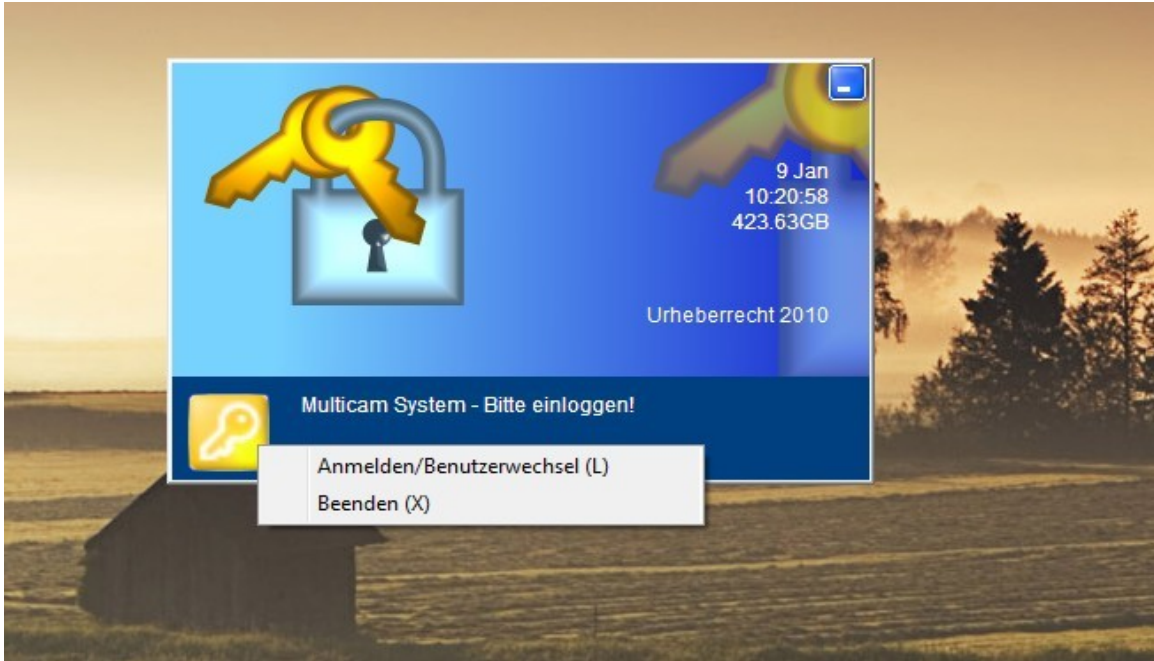 9 Jan
10:20:58
423.63GB
Urheberrecht 2010
Multicam System - Bitte einloggen!
Anmelden/Benutzerwechsel (L)
Beenden (X)